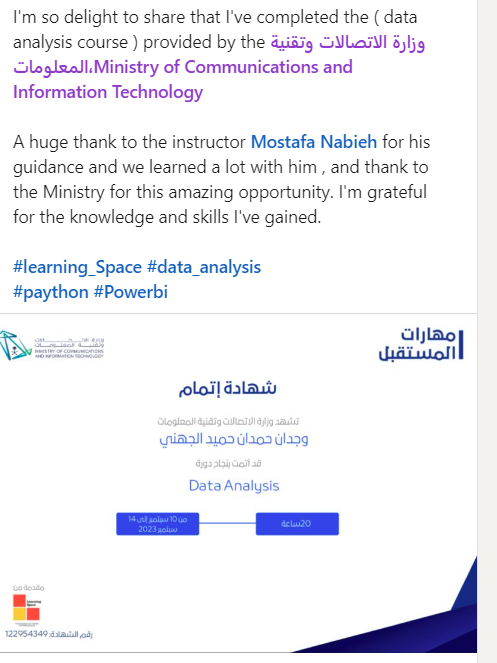 I'm so delight to share that I've completed the ( data
analysis course ) provided by the وزارة الاتصالات وتقنية
المعلومات،Ministry of Communications and
Information Technology
A huge thank to the instructor Mostafa Nabieh for his
guidance and we learned a lot with him , and thank to
the Ministry for this amazing opportunity. I'm grateful
for the knowledge and skills I've gained.
#learning_Space #data_analysis
#paython #Powerbi
مهارات
المستقبل
MINISTRY OF COMMUNICATIONS
AND INFORMATION TECHNOLOGY
شهادة إتمام
تشهد وزارة الاتصالات وتقنية المعلومات
وجدان حمدان حميد الجهني
قد أتمت بنجاح دورة
Data Analysis
من 10 سبتمبر إلى 14
سبتمبر 2023
20ساعة
مقدمة من
Learning
Space
رقم الشهادة: 122954349